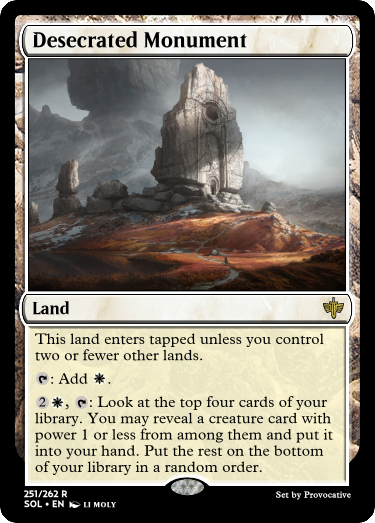 Desecrated Monument
Land
This land enters tapped unless you control
two or fewer other lands.
: Add .
2, : Look at the top four cards of your
library. You may reveal a creature card with
power 1 or less from among them and put it
into your hand. Put the rest on the bottom
of your library in a random order.
251/262 R
SOL • EN LI MOLY
Set by Provocative